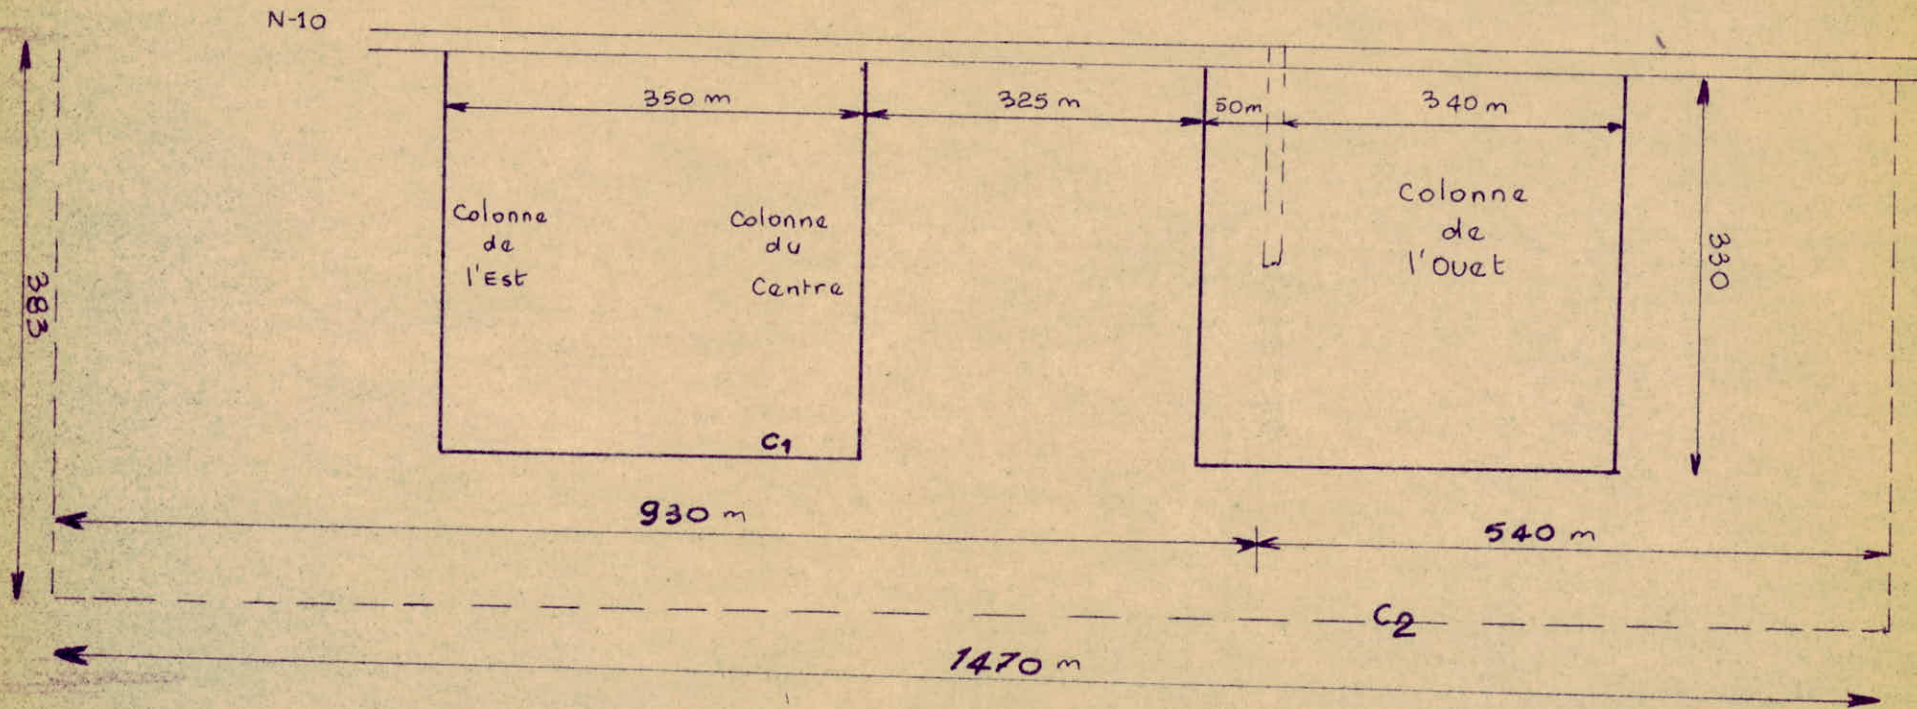 N-10
350 m
325 m
50m
340 m
Colonne
de
l'Est
Colonne
du
Centre
Colonne
de
l'Ouet
330
383
C1
930 m
540 m
C2
1470 m